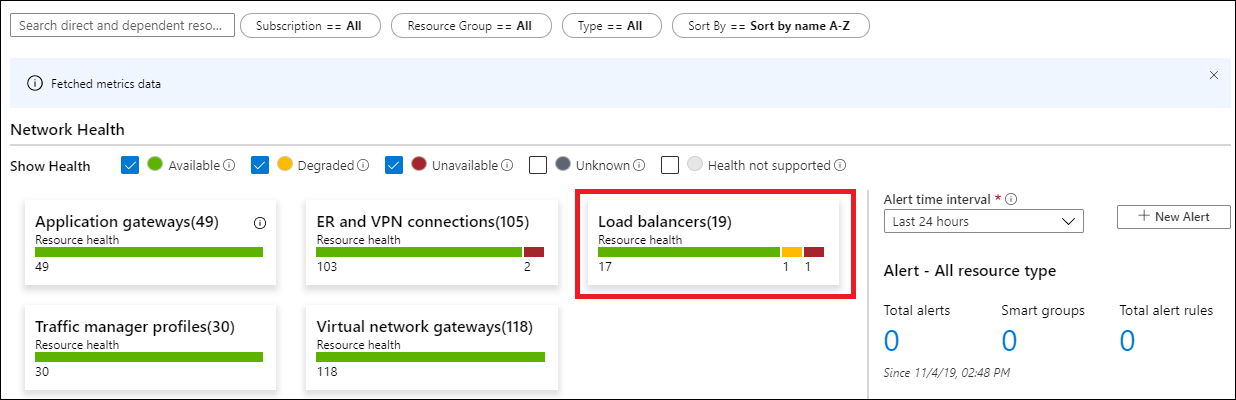 Search direct and dependent reso...
Subscription == All
Resource Group == All
Type == All
Sort By == Sort by name A-Z
Fetched metrics data
Network Health
Show Health
Available
Degraded
Unavailable
Unknown
Health not supported
Application gateways(49)
Resource health
49
ER and VPN connections(105)
Resource health
103 2
Load balancers(19)
Resource health
17 1 1
Traffic manager profiles(30)
Resource health
30
Virtual network gateways(118)
Resource health
118
Alert time interval *
Last 24 hours
+ New Alert
Alert - All resource type
Total alerts Smart groups Total alert rules
0 0 0
Since 11/4/19, 02:48 PM